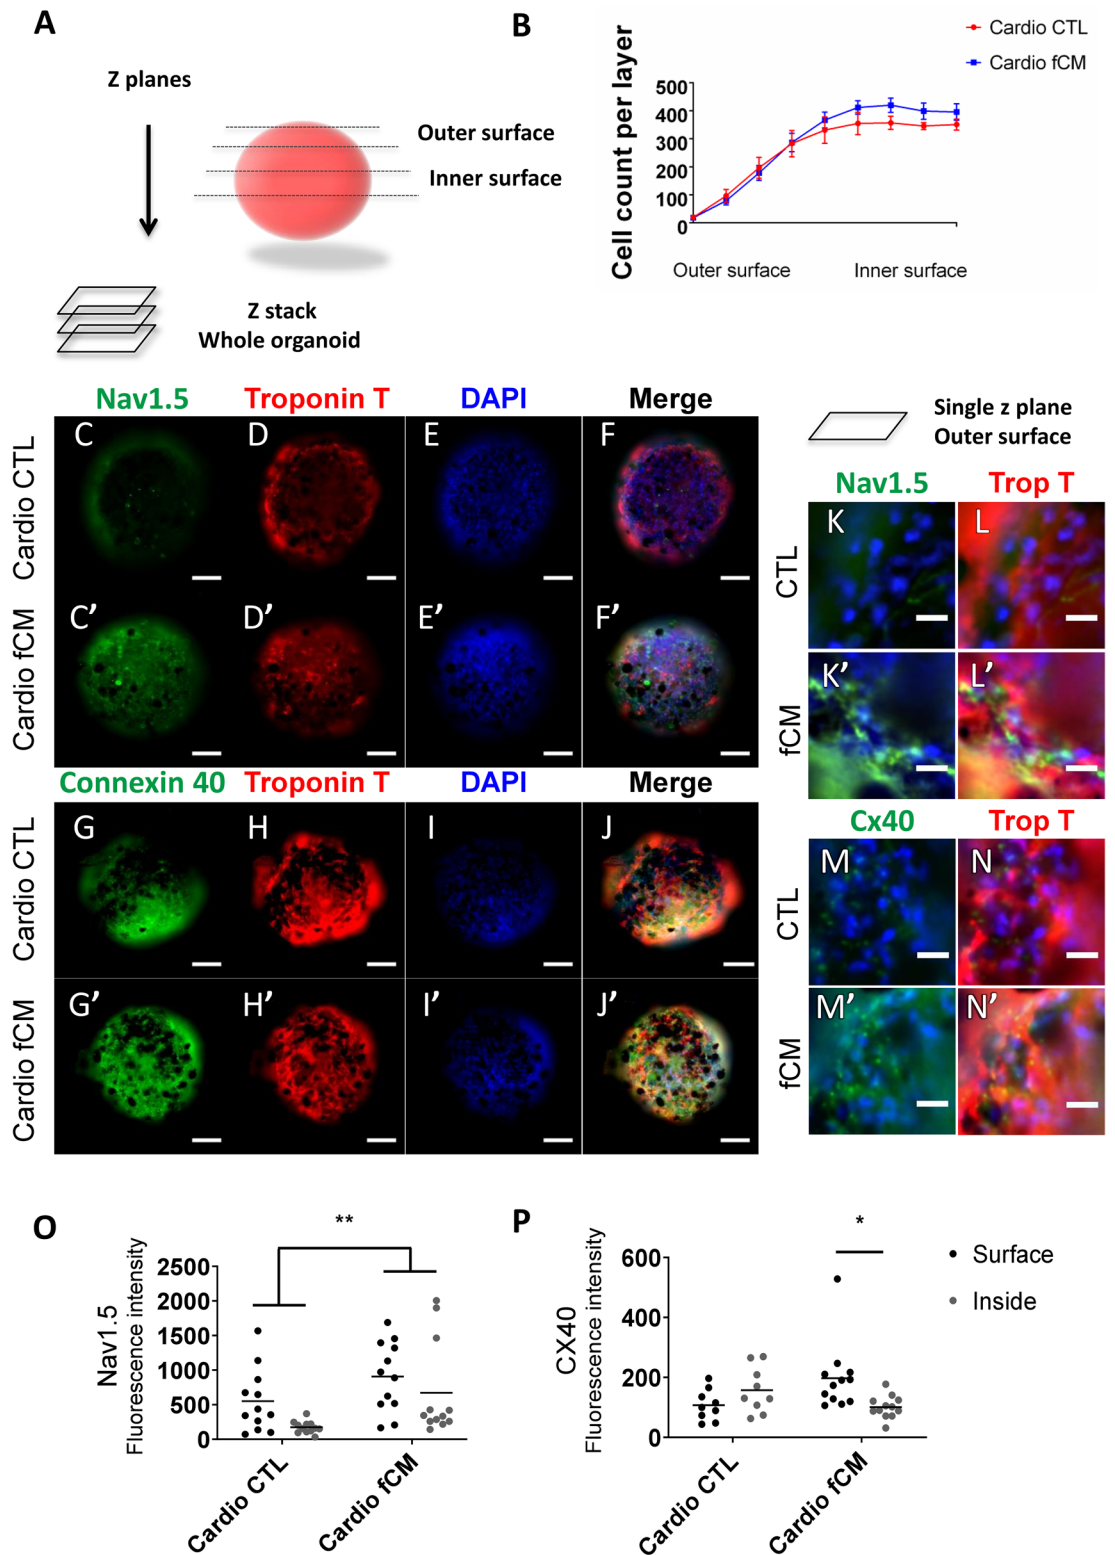 A
Z planes
Outer surface
Inner surface
Z stack
Whole organoid
B
Cardio CTL
Cardio fCM
Cell count per layer
500
400
300
200
100
0
Outer surface
Inner surface
Nav1.5
Troponin T
DAPI
Merge
Cardio CTL
C
D
E
F
Cardio fCM
C'
D'
E'
F'
Connexin 40
Troponin T
DAPI
Merge
Cardio CTL
G
H
I
J
Cardio fCM
G'
H'
I'
J'
Single z plane
Outer surface
Nav1.5
Trop T
CTL
K
L
fCM
K'
L'
Cx40
Trop T
CTL
M
N
fCM
M'
N'
O
**
Nav1.5
Fluorescence intensity
2500
2000
1500
1000
500
0
Cardio CTL
Cardio fCM
P
*
CX40
Fluorescence intensity
600
400
200
0
Cardio CTL
Cardio fCM
Surface
Inside